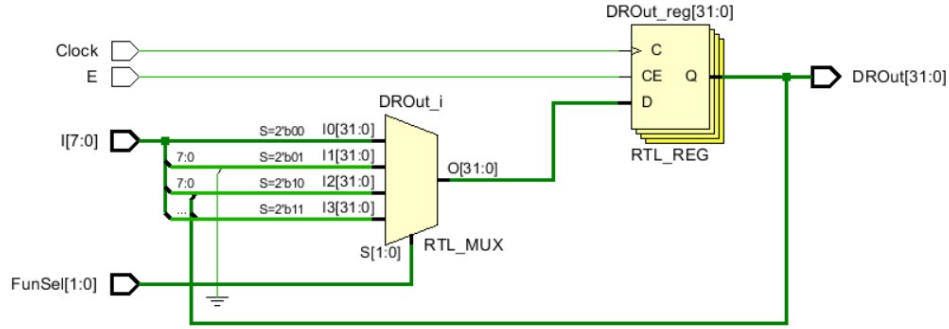 DROut_reg[31:0]
Clock
C
E
CE
Q
DROut[31:0]
DROut_i
D
I[7:0]
S=2'b00
I0[31:0]
RTL_REG
7:0
S=2'b01
I1[31:0]
O[31:0]
7:0
S=2'b10
I2[31:0]
...
S=2'b11
I3[31:0]
S[1:0]
RTL_MUX
FunSel[1:0]